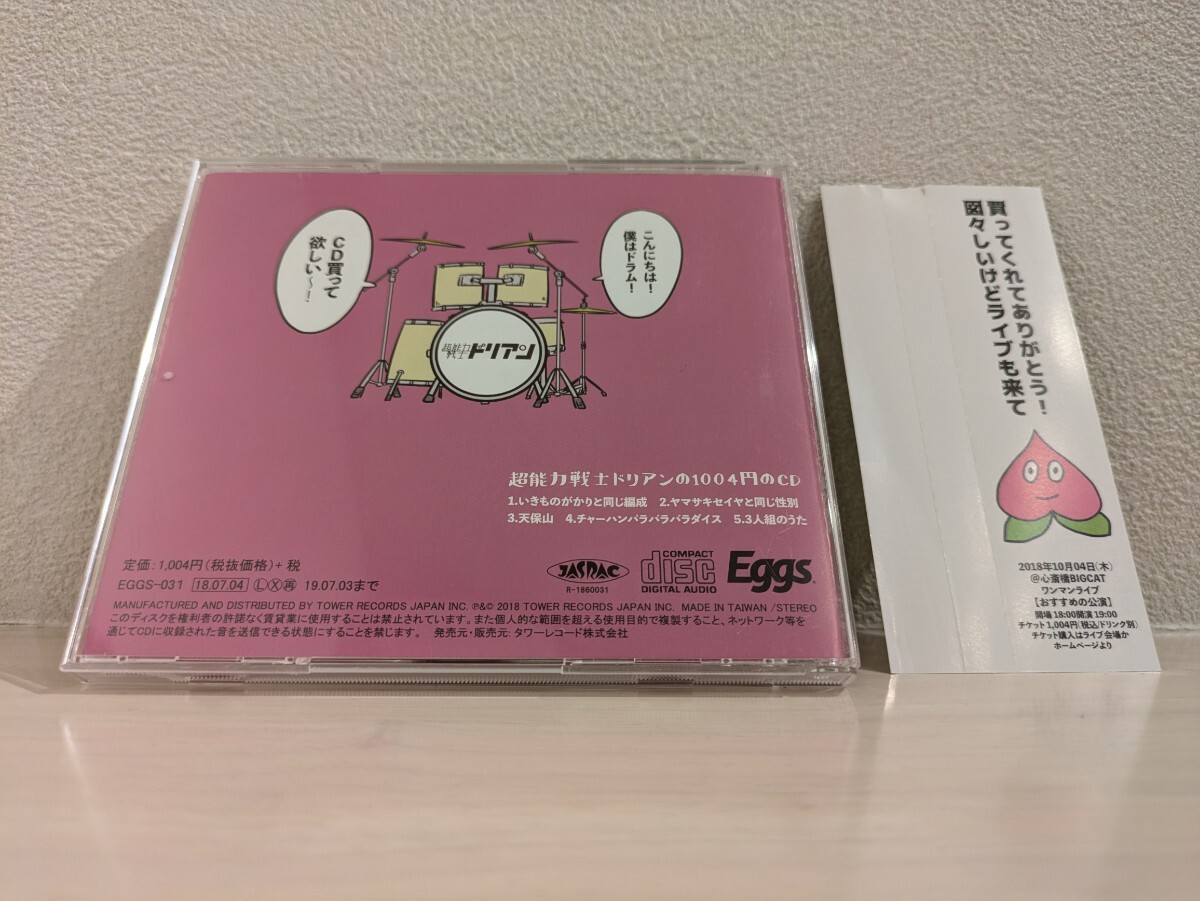 CD買って
欲しい〜！
こんにちは！
僕はドラム！
超能力
戦士
ドリアン
超能力戦士ドリアンの1004円のCD
1.いきものがかりと同じ編成　2.ヤマサキセイヤと同じ性別
3.天保山　4.チャーハンパラパラパラダイス　5.3人組のうた
定価：1,004円（税抜価格）+ 税
EGGS-031 18.07.04 Ⓛ Ⓧ ㊢ 19.07.03まで
JASRAC
R-1860031
COMPACT
disc
DIGITAL AUDIO
Eggs
MANUFACTURED AND DISTRIBUTED BY TOWER RECORDS JAPAN INC. ℗&© 2018 TOWER RECORDS JAPAN INC. MADE IN TAIWAN /STEREO
このディスクを権利者の許諾なく賃貸業に使用することは禁止されています。また個人的な範囲を超える使用目的で複製すること、ネットワーク等を
通じてCDに収録された音を送信できる状態にすることを禁じます。 発売元・販売元：タワーレコード株式会社
買ってくれてありがとう！
図々しいけどライブも来て
2018年10月04日(木)
@心斎橋BIGCAT
ワンマンライブ
【おすすめの公演】
開場 18:00開演 19:00
チケット1,004円(税込/ドリンク別)
チケット購入はライブ会場か
ホームページより